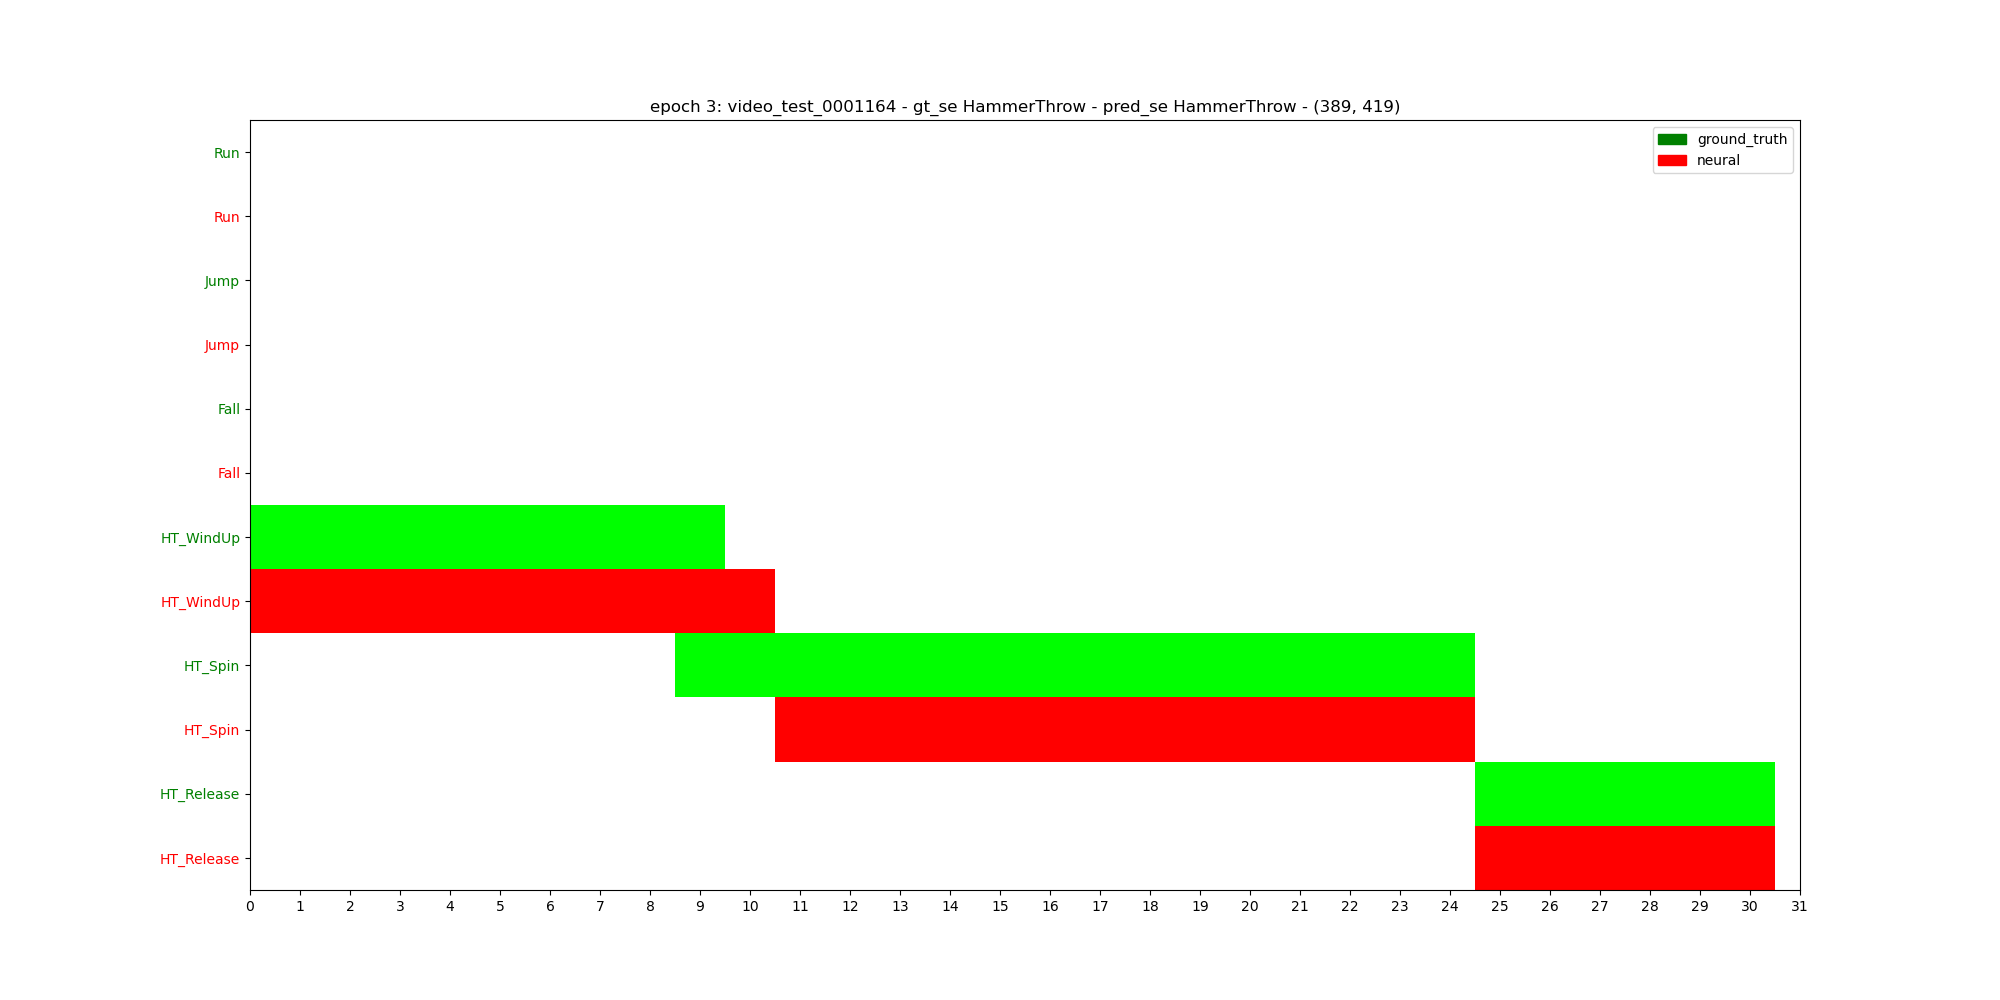 epoch 3: video_test_0001164 - gt_se HammerThrow - pred_se HammerThrow - (389, 419)
ground_truth
neural
Run
Run
Jump
Jump
Fall
Fall
HT_WindUp
HT_WindUp
HT_Spin
HT_Spin
HT_Release
HT_Release
0 1 2 3 4 5 6 7 8 9 10 11 12 13 14 15 16 17 18 19 20 21 22 23 24 25 26 27 28 29 30 31